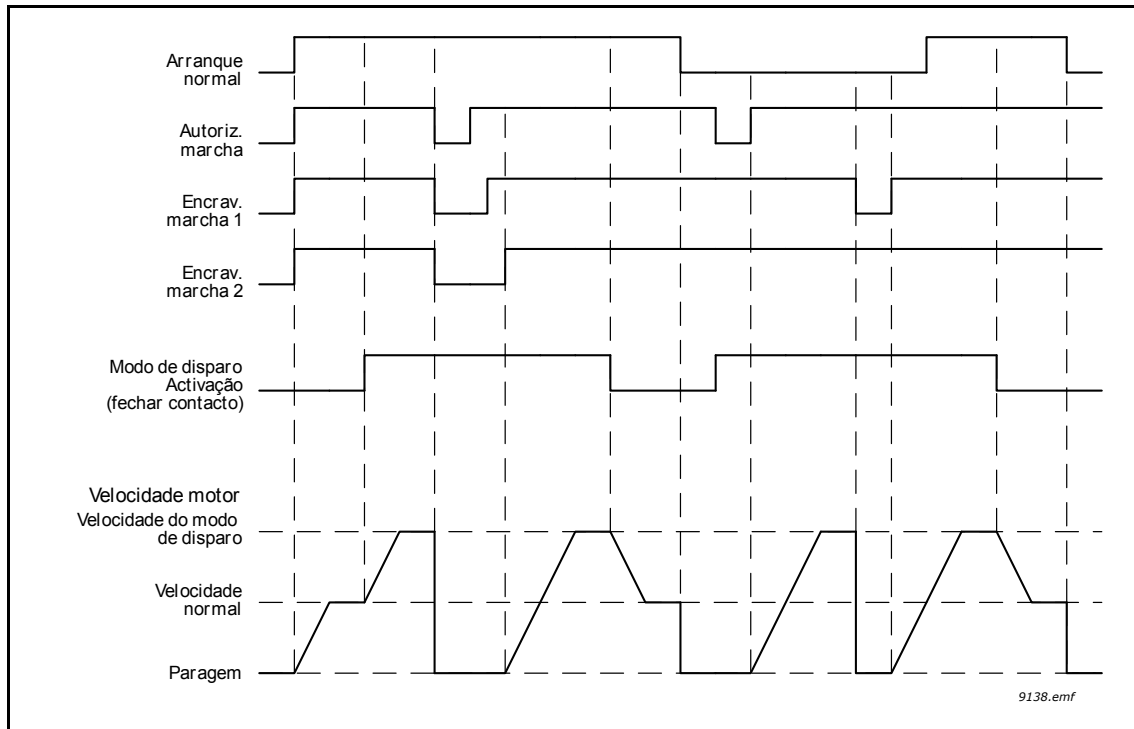 Arranque
normal
Autoriz.
marcha
Encrav.
marcha 1
Encrav.
marcha 2
Modo de disparo
Activação
(fechar contacto)
Velocidade motor
Velocidade do modo
de disparo
Velocidade
normal
Paragem
9138.emf